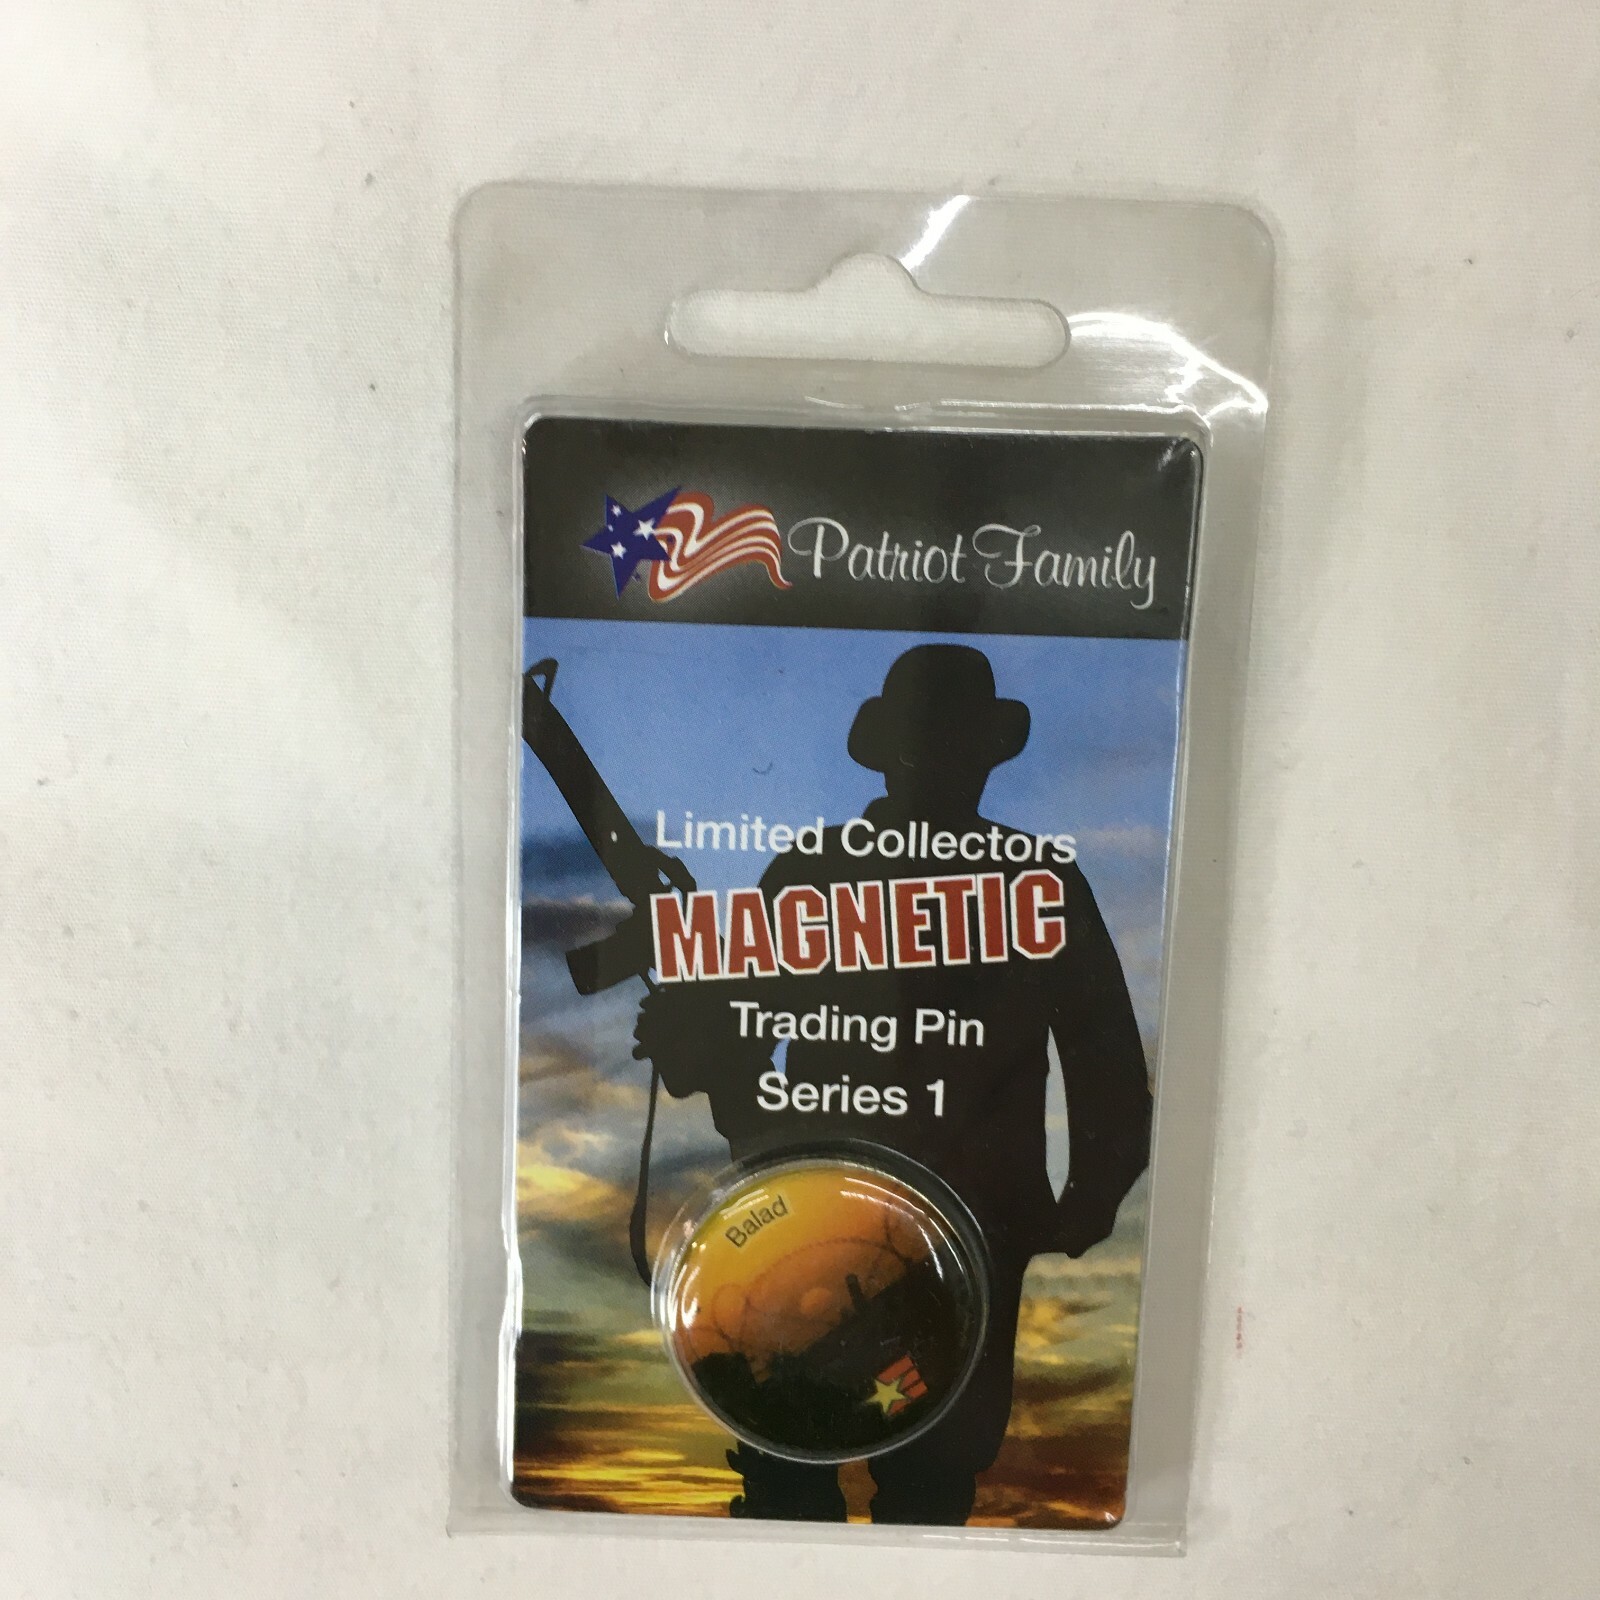 Patriot Family
Limited Collectors
MAGNETIC
Trading Pin
Series 1
Balad